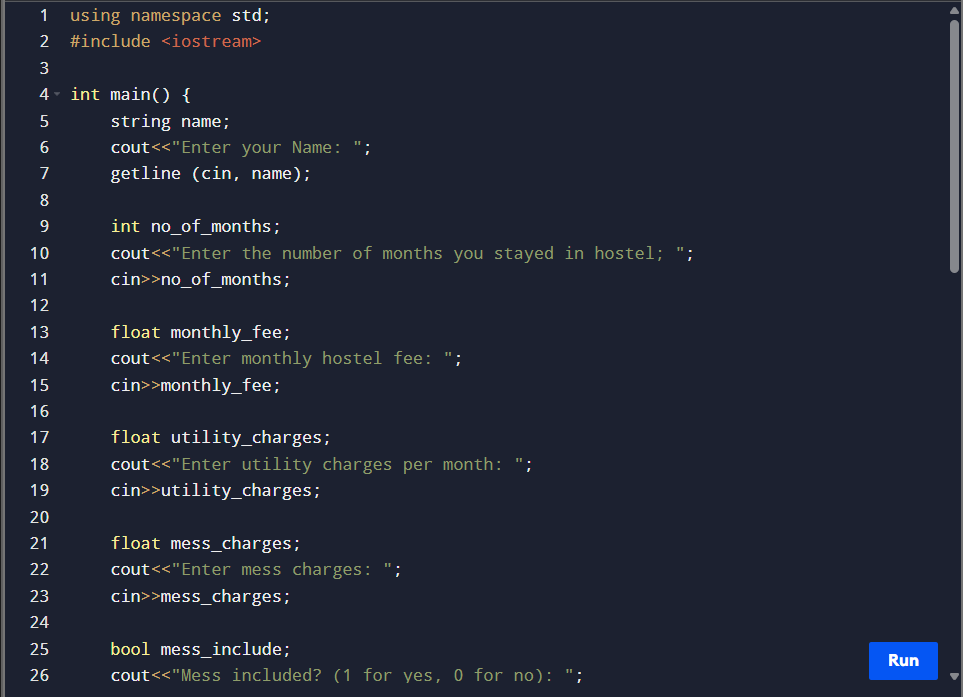 1 using namespace std;
2 #include <iostream>
3
4 int main() {
5     string name;
6     cout<<"Enter your Name: ";
7     getline (cin, name);
8
9     int no_of_months;
10     cout<<"Enter the number of months you stayed in hostel; ";
11     cin>>no_of_months;
12
13     float monthly_fee;
14     cout<<"Enter monthly hostel fee: ";
15     cin>>monthly_fee;
16
17     float utility_charges;
18     cout<<"Enter utility charges per month: ";
19     cin>>utility_charges;
20
21     float mess_charges;
22     cout<<"Enter mess charges: ";
23     cin>>mess_charges;
24
25     bool mess_include;
26     cout<<"Mess included? (1 for yes, 0 for no): ";
Run